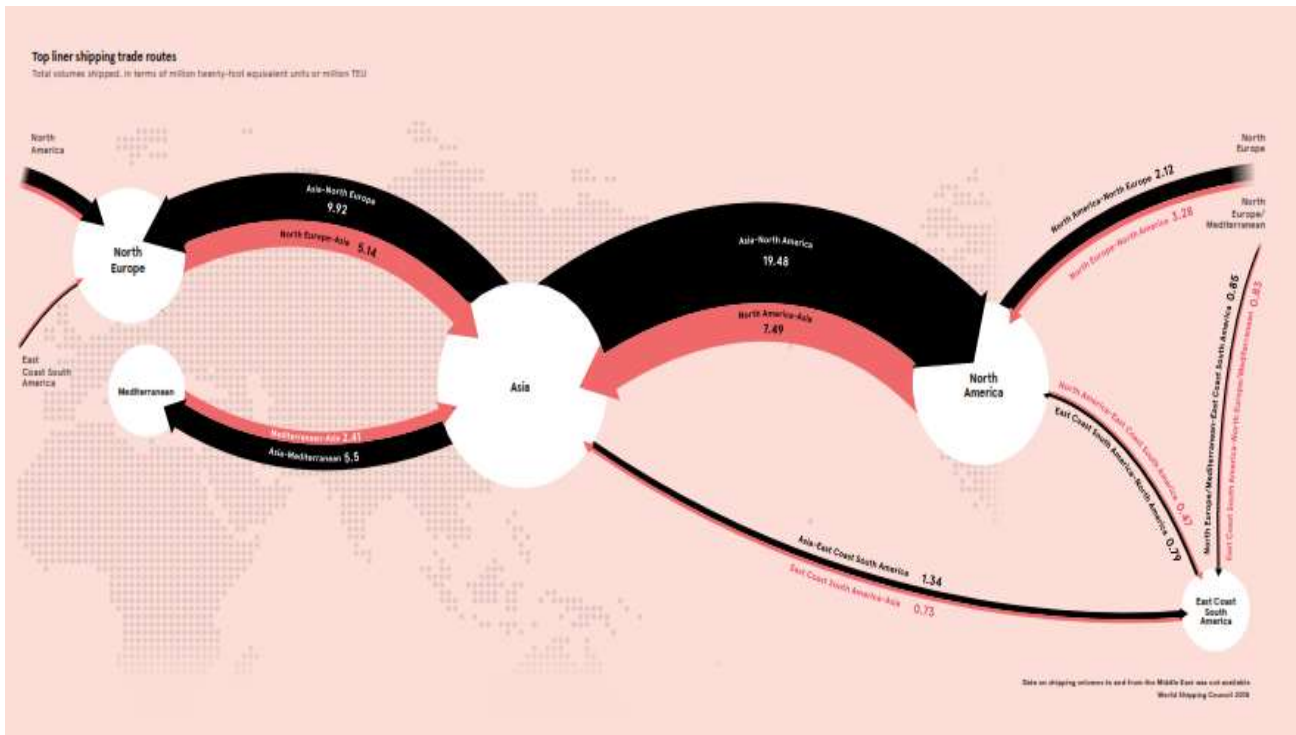 Top liner shipping trade routes
Total volumes shipped, in terms of million twenty-foot equivalent units or million TEU
North
America
North
Europe
East
Coast South
America
Mediterranean
Asia-North Europe
9.92
North Europe-Asia 5.14
Mediterranean-Asia 2.41
Asia-Mediterranean 5.5
Asia
Asia-North America
19.48
North America-Asia
7.49
North
America
Asia-East Coast South America 1.34
East Coast South America-Asia 0.73
North
Europe
North America-North Europe 2.12
North Europe-North America 3.28
North
Europe/
Mediterranean
North America-East Coast South America 0.47
East Coast South America-North America 0.79
North Europe/Mediterranean-East Coast South America 0.85
East Coast South America-North Europe/Mediterranean 0.83
East Coast
South
America
Data on shipping volumes to and from the Middle East was not available
World Shipping Council